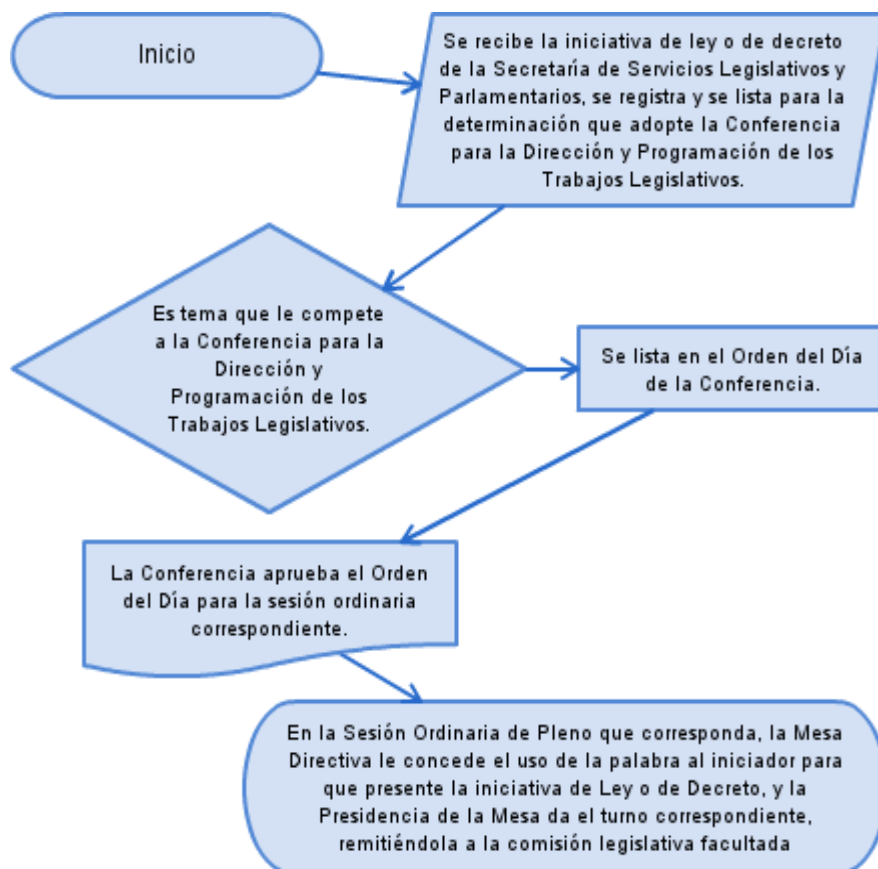 Inicio
Se recibe la iniciativa de ley o de decreto
de la Secretaría de Servicios Legislativos y
Parlamentarios, se registra y se lista para la
determinación que adopte la Conferencia
para la Dirección y Programación de los
Trabajos Legislativos.
Es tema que le compete
a la Conferencia para la
Dirección y
Programación de los
Trabajos Legislativos.
Se lista en el Orden del Día
de la Conferencia.
La Conferencia aprueba el Orden
del Día para la sesión ordinaria
correspondiente.
En la Sesión Ordinaria de Pleno que corresponda, la Mesa
Directiva le concede el uso de la palabra al iniciador para
que presente la iniciativa de Ley o de Decreto, y la
Presidencia de la Mesa da el turno correspondiente,
remitiéndola a la comisión legislativa facultada